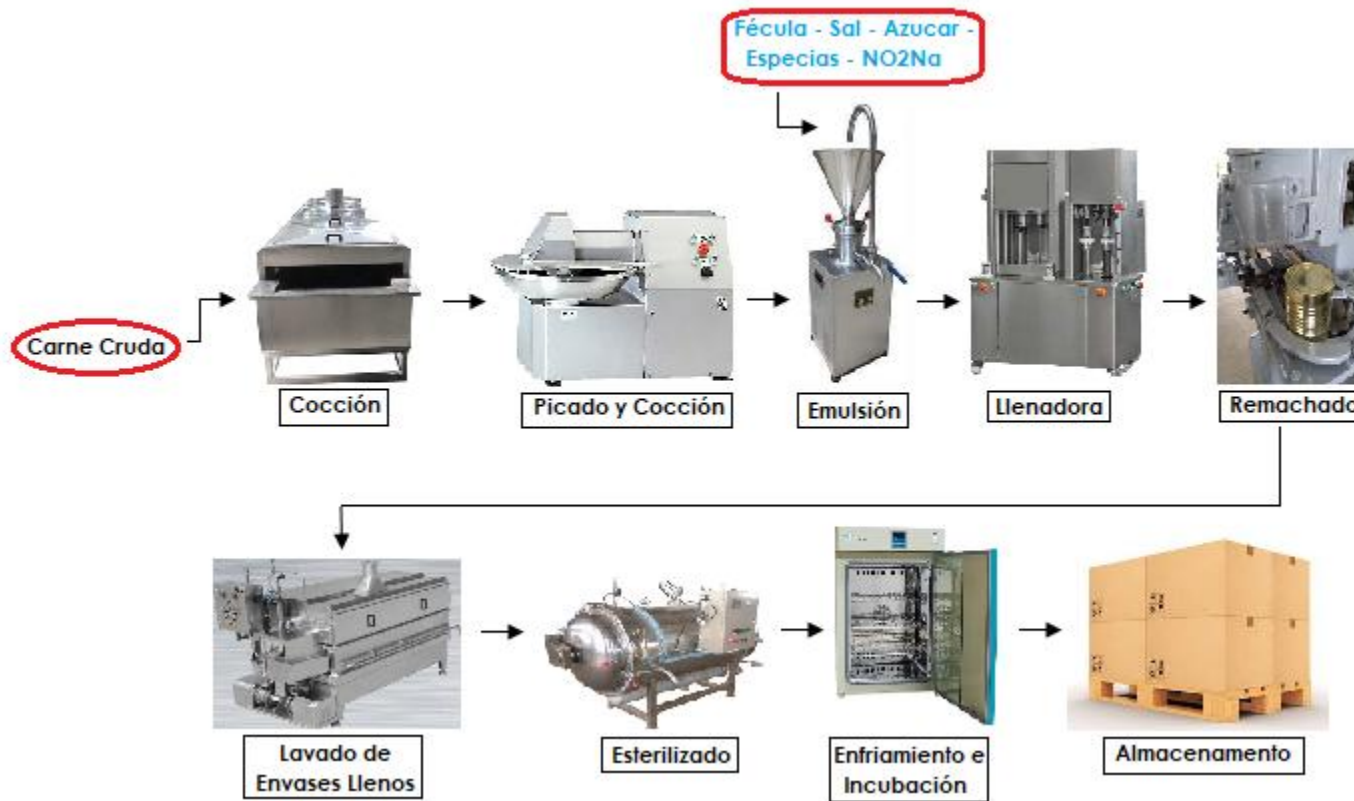 Fécula - Sal - Azucar -
Especias - NO2Na
Carne Cruda
Cocción
Picado y Cocción
Emulsión
Llenadora
Remachado
Lavado de
Envases Llenos
Esterilizado
Enfriamiento e
Incubación
Almacenamento